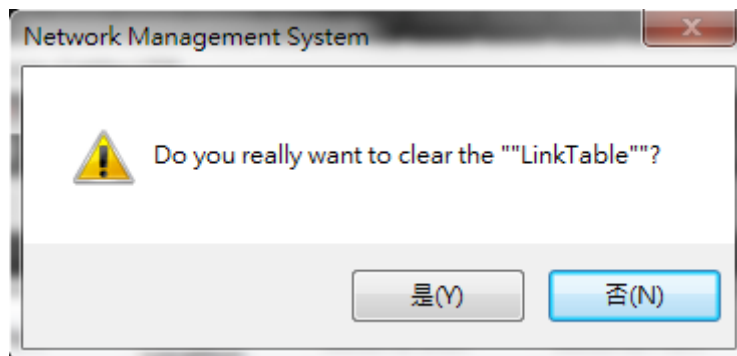 Network Management System
Do you really want to clear the ""LinkTable""?
是(Y)
否(N)